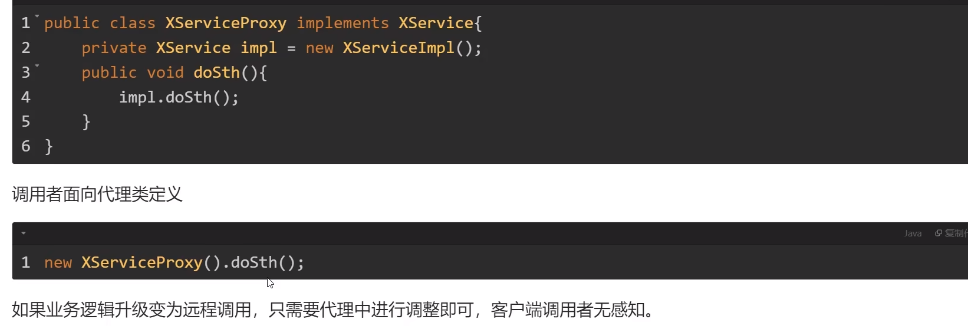 1 public class XServiceProxy implements XService{
2     private XService impl = new XServiceImpl();
3     public void doSth(){
4         impl.doSth();
5     }
6 }
调用者面向代理类定义
Java 复制代
1 new XServiceProxy().doSth();
如果业务逻辑升级变为远程调用，只需要代理中进行调整即可，客户端调用者无感知。